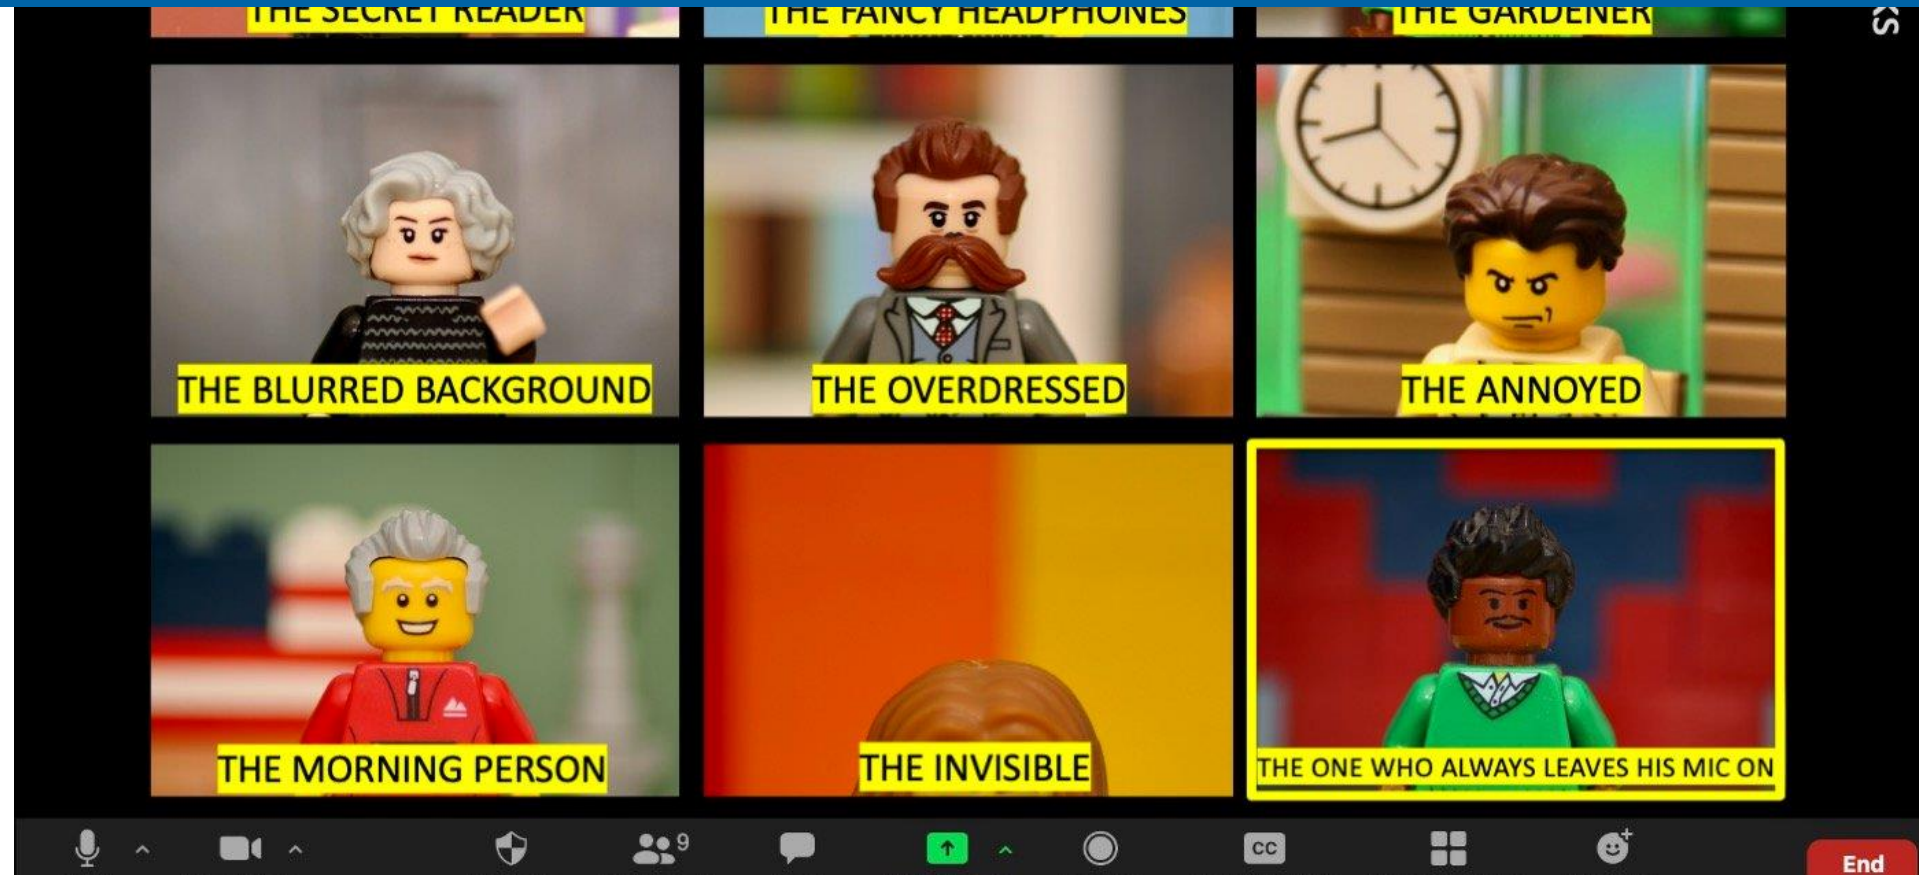 THE SECRET READER
THE FANCY HEADPHONES
THE GARDENER
KS
THE BLURRED BACKGROUND
THE OVERDRESSED
THE ANNOYED
THE MORNING PERSON
THE INVISIBLE
THE ONE WHO ALWAYS LEAVES HIS MIC ON
9
CC
End